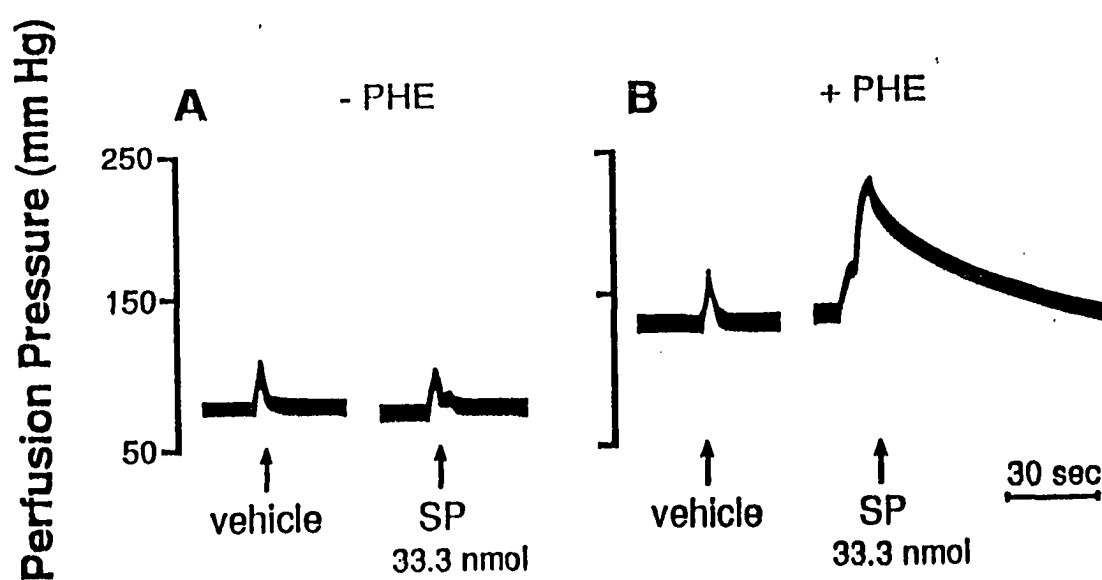 Perfusion Pressure (mm Hg)
A
- PHE
250
150
50
vehicle
SP
33.3 nmol
B
+ PHE
vehicle
SP
33.3 nmol
30 sec